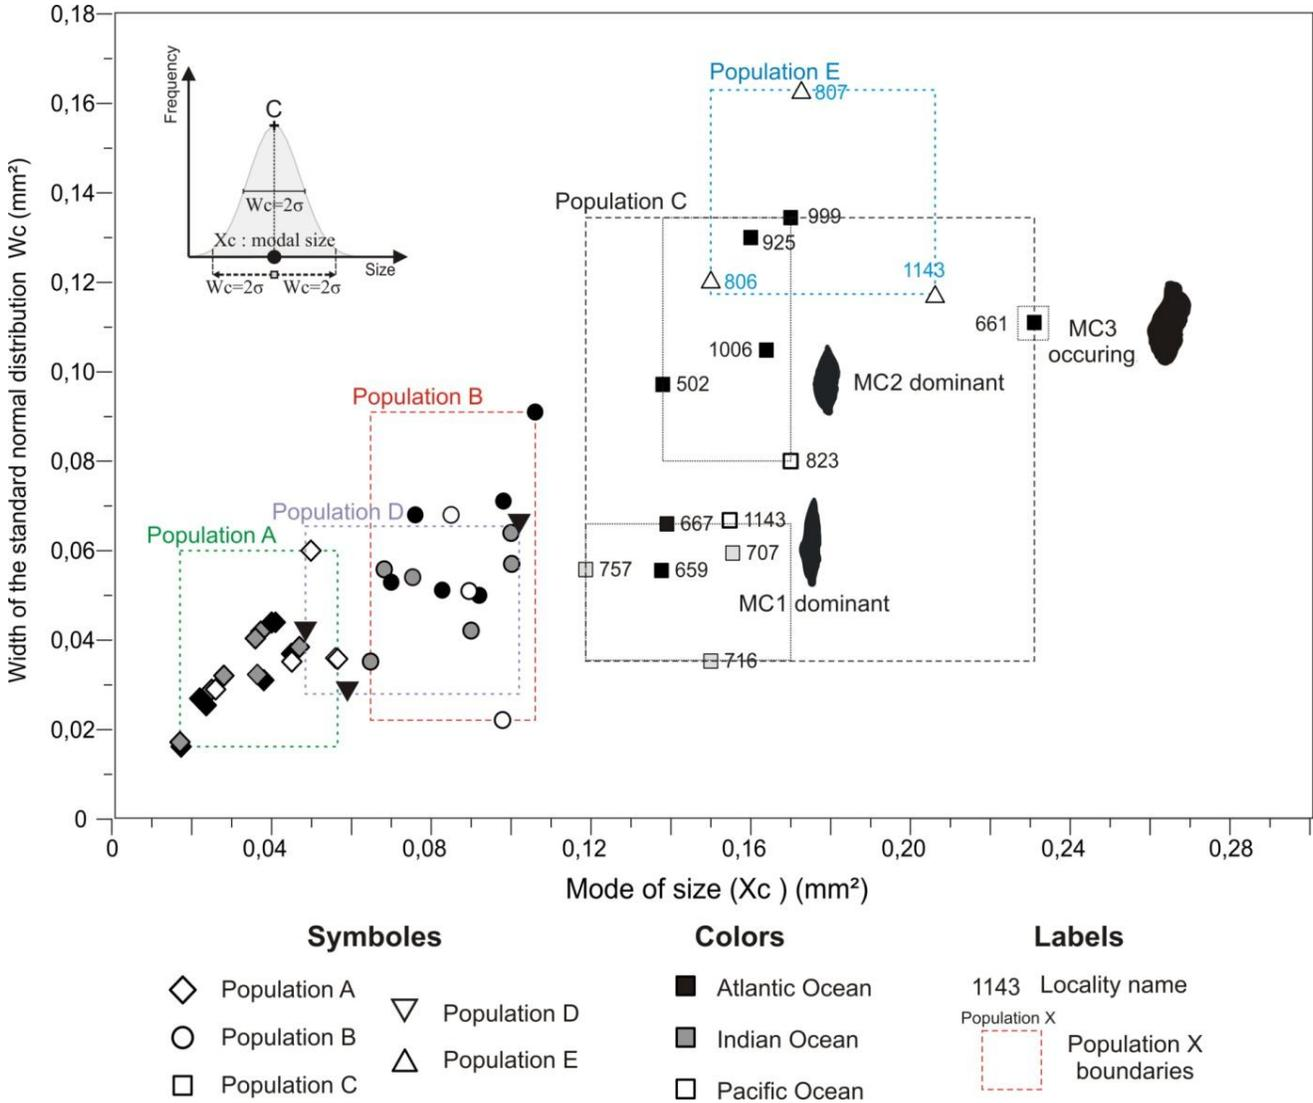 0,18
0,16
0,14
0,12
0,10
0,08
0,06
0,04
0,02
0
Width of the standard normal distribution Wc (mm²)
Frequency
C
Wc=2σ
Xc : modal size
Size
Wc=2σ Wc=2σ
Population E
807
Population C
999
925
806
1143
661
MC3
occuring
1006
502
MC2 dominant
823
Population B
Population D
Population A
667
1143
707
757
659
MC1 dominant
716
0 0,04 0,08 0,12 0,16 0,20 0,24 0,28
Mode of size (Xc ) (mm²)
Symboles
Population A
Population B
Population C
Population D
Population E
Colors
Atlantic Ocean
Indian Ocean
Pacific Ocean
Labels
1143 Locality name
Population X
Population X
boundaries